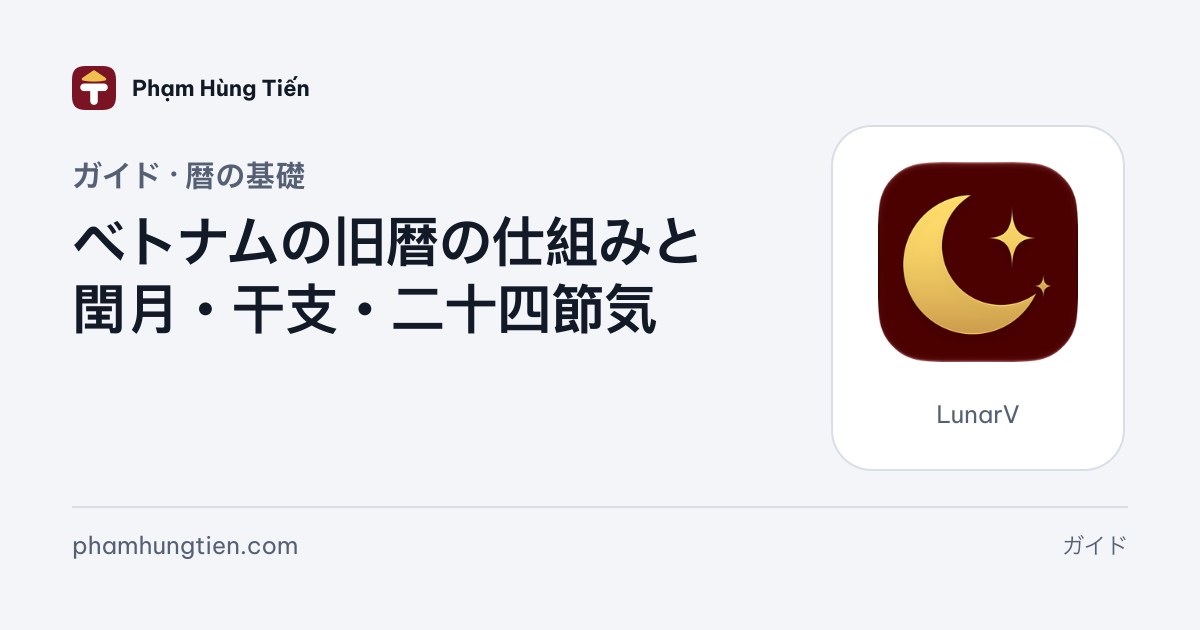 Phạm Hùng Tiến
ガイド · 暦の基礎
ベトナムの旧暦の仕組みと
閏月・干支・二十四節気
LunarV
phamhungtien.com
ガイド